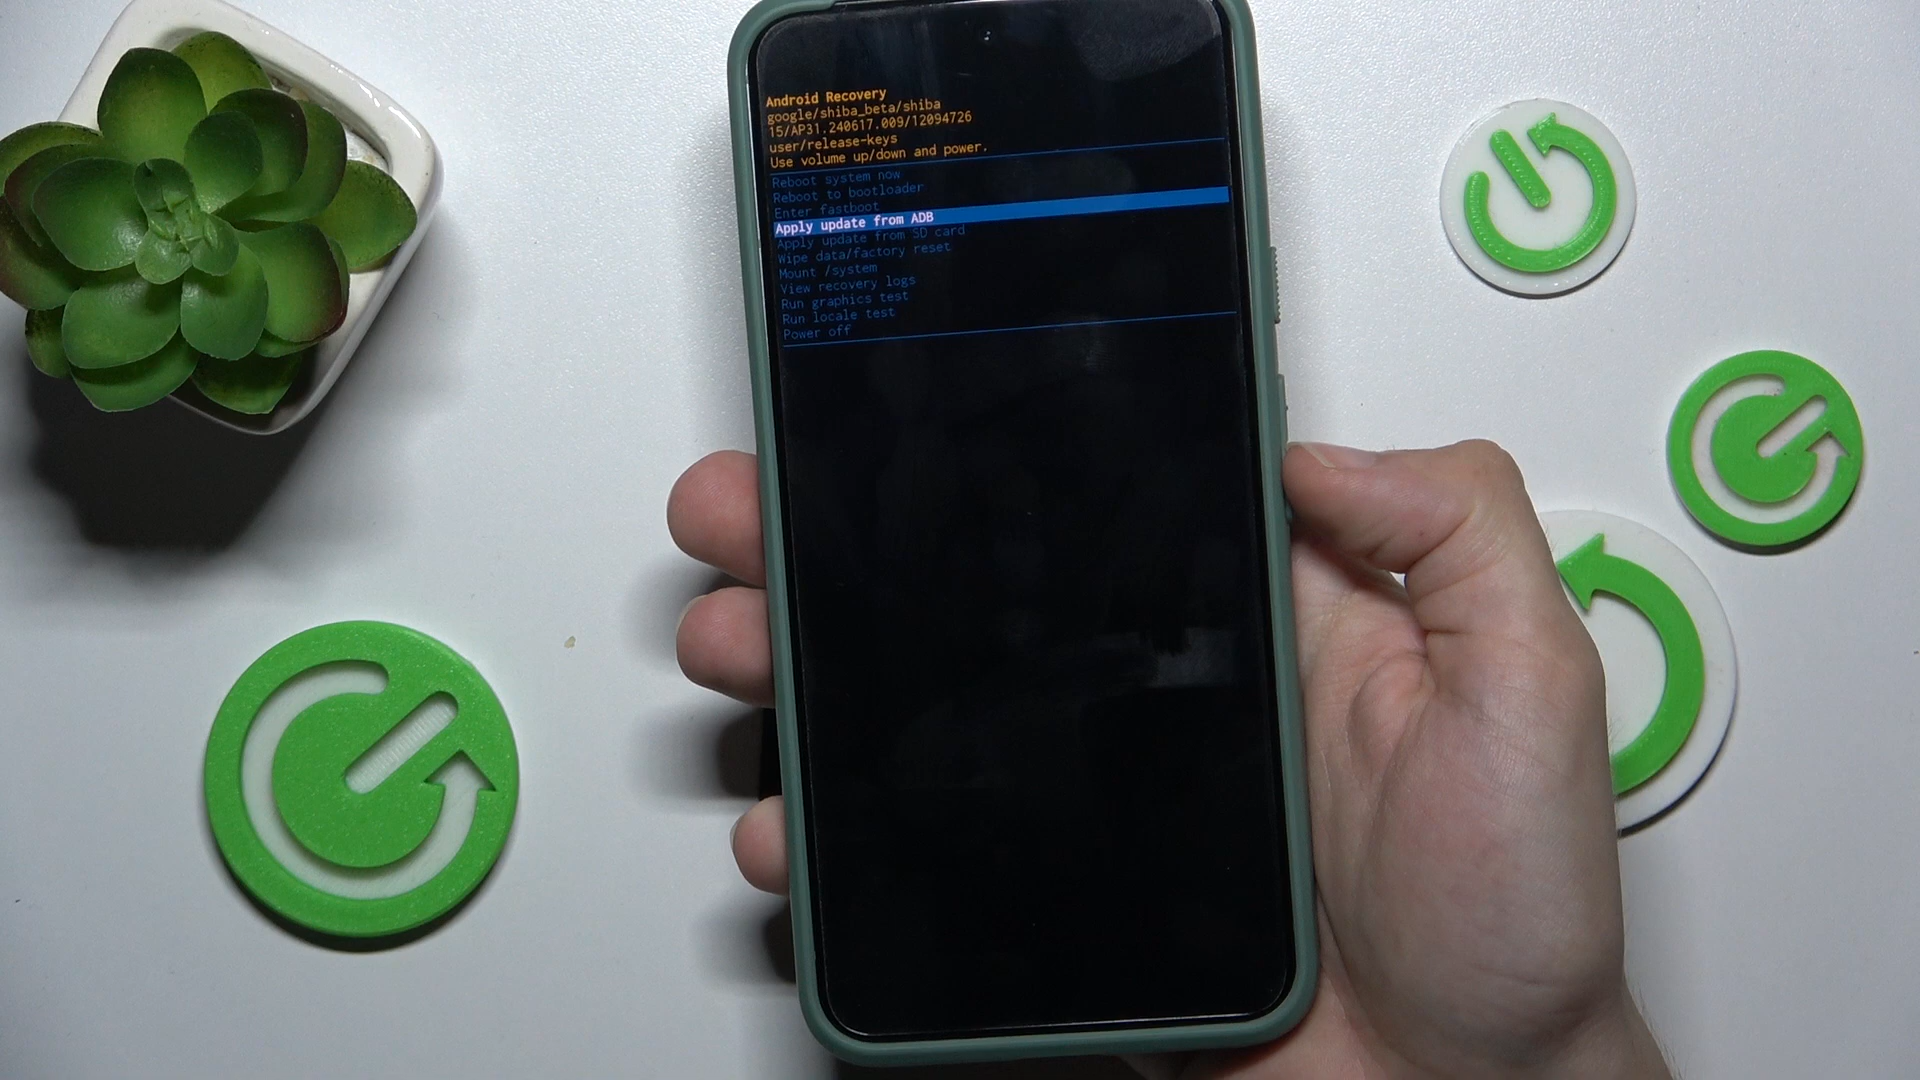 Android Recovery
google/shiba_beta/shiba
15/AP31.240617.009/12094726
user/release-keys
Use volume up/down and power.
Reboot system now
Reboot to bootloader
Enter fastboot
Apply update from ADB
Apply update from SD card
Wipe data/factory reset
Mount /system
View recovery logs
Run graphics test
Run locale test
Power off